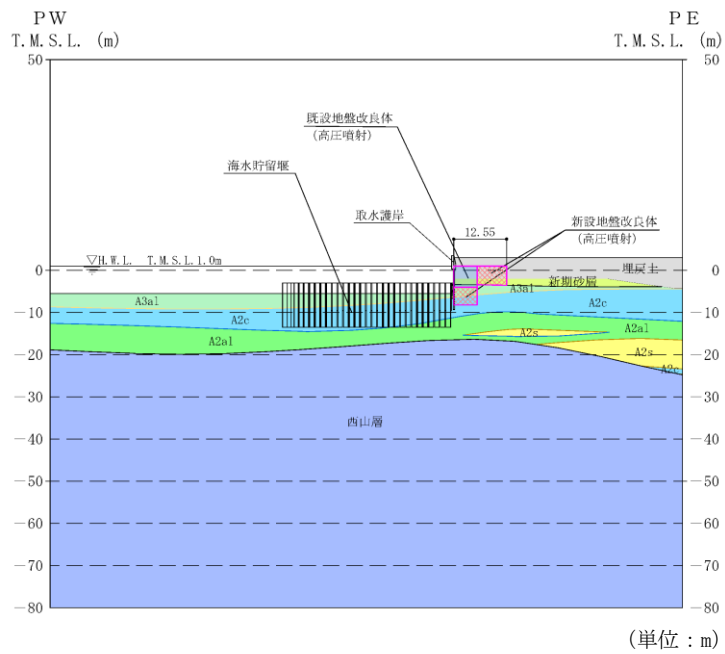 PW
T.M.S.L. (m)
PE
T.M.S.L. (m)
50
50
既設地盤改良体
(高圧噴射)
海水貯留堰
取水護岸
12.55
新設地盤改良体
(高圧噴射)
▽H.W.L. T.M.S.L.1.0m
0
0
埋戻土
新期砂層
A3al
A3al
A2c
A2c
-10
-10
A2s
A2al
A2al
A2s
-20
-20
A2c
-30
-30
西山層
-40
-40
-50
-50
-60
-60
-70
-70
-80
-80
(単位:m)